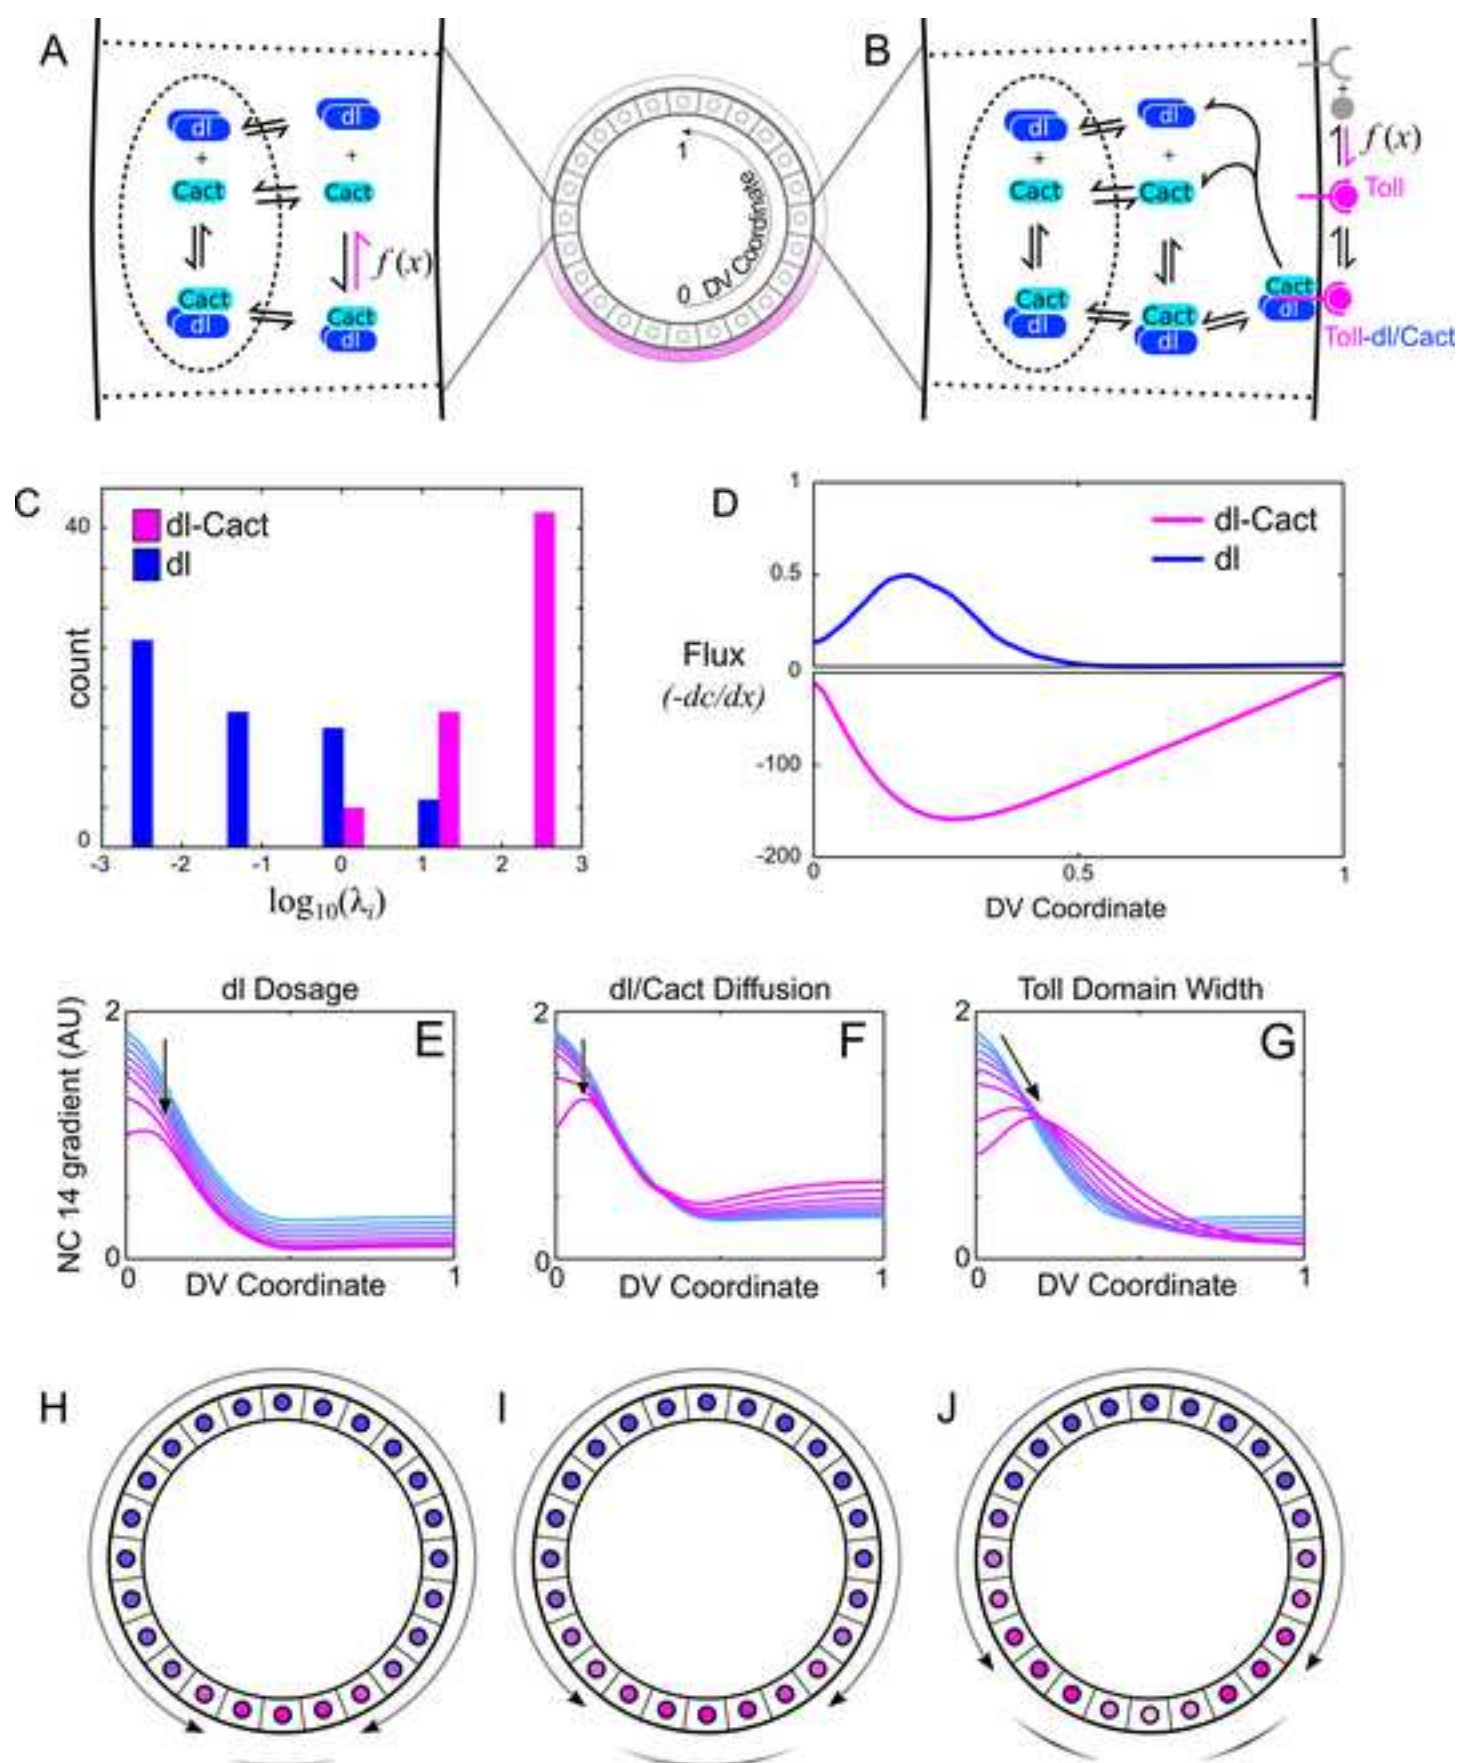 A
dl
dl
+
+
Cact
Cact
f(x)
Cact
dl
Cact
dl
1
0 DV Coordinate
B
dl
dl
+
+
+
f(x)
Cact
Cact
Toll
Cact
dl
Cact
dl
Cact
dl
Toll-dl/Cact
C
dl-Cact
dl
40
0
count
-3 -2 -1 0 1 2 3
log10(λi)
D
dl-Cact
dl
1
0.5
0
-100
-200
Flux
(-dc/dx)
0 0.5 1
DV Coordinate
dl Dosage
E
2
0
NC 14 gradient (AU)
0 1
DV Coordinate
dl/Cact Diffusion
F
2
0
0 1
DV Coordinate
Toll Domain Width
G
2
0
0 1
DV Coordinate
H
I
J